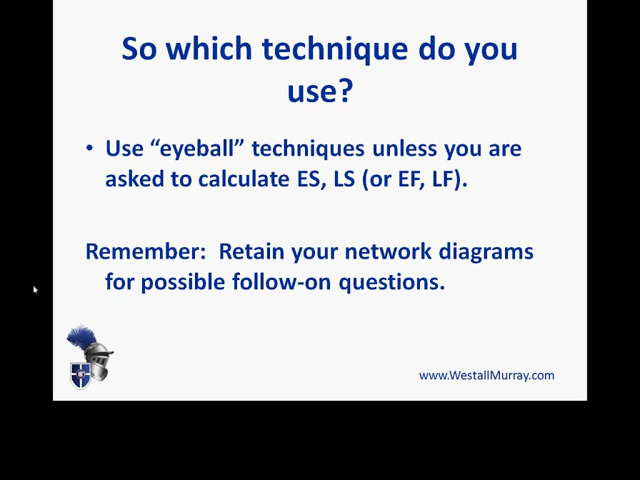 So which technique do you
use?
• Use “eyeball” techniques unless you are
asked to calculate ES, LS (or EF, LF).
Remember: Retain your network diagrams
for possible follow-on questions.
www.WestallMurray.com